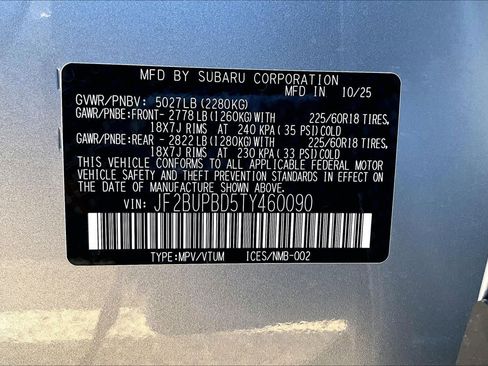 MFD BY SUBARU CORPORATION
MFD IN 10/25
GVWR/PNBV: 5027LB (2280KG)
GAWR/PNBE:FRONT- 2778 LB(1260KG)WITH 225/60R18 TIRES,
18X7J RIMS AT 240 KPA (35 PSI)COLD
GAWR/PNBE:REAR - 2822 LB(1280KG)WITH 225/60R18 TIRES,
18X7J RIMS AT 230 KPA (33 PSI)COLD
THIS VEHICLE CONFORMS TO ALL APPLICABLE FEDERAL MOTOR
VEHICLE SAFETY, BUMPER, AND THEFT PREVENTION STANDARDS
IN EFFECT ON THE DATE OF MANUFACTURE SHOWN ABOVE.
VIN: JF2BUPBD5TY460090
TYPE:MPV/VTUM ICES/NMB-002